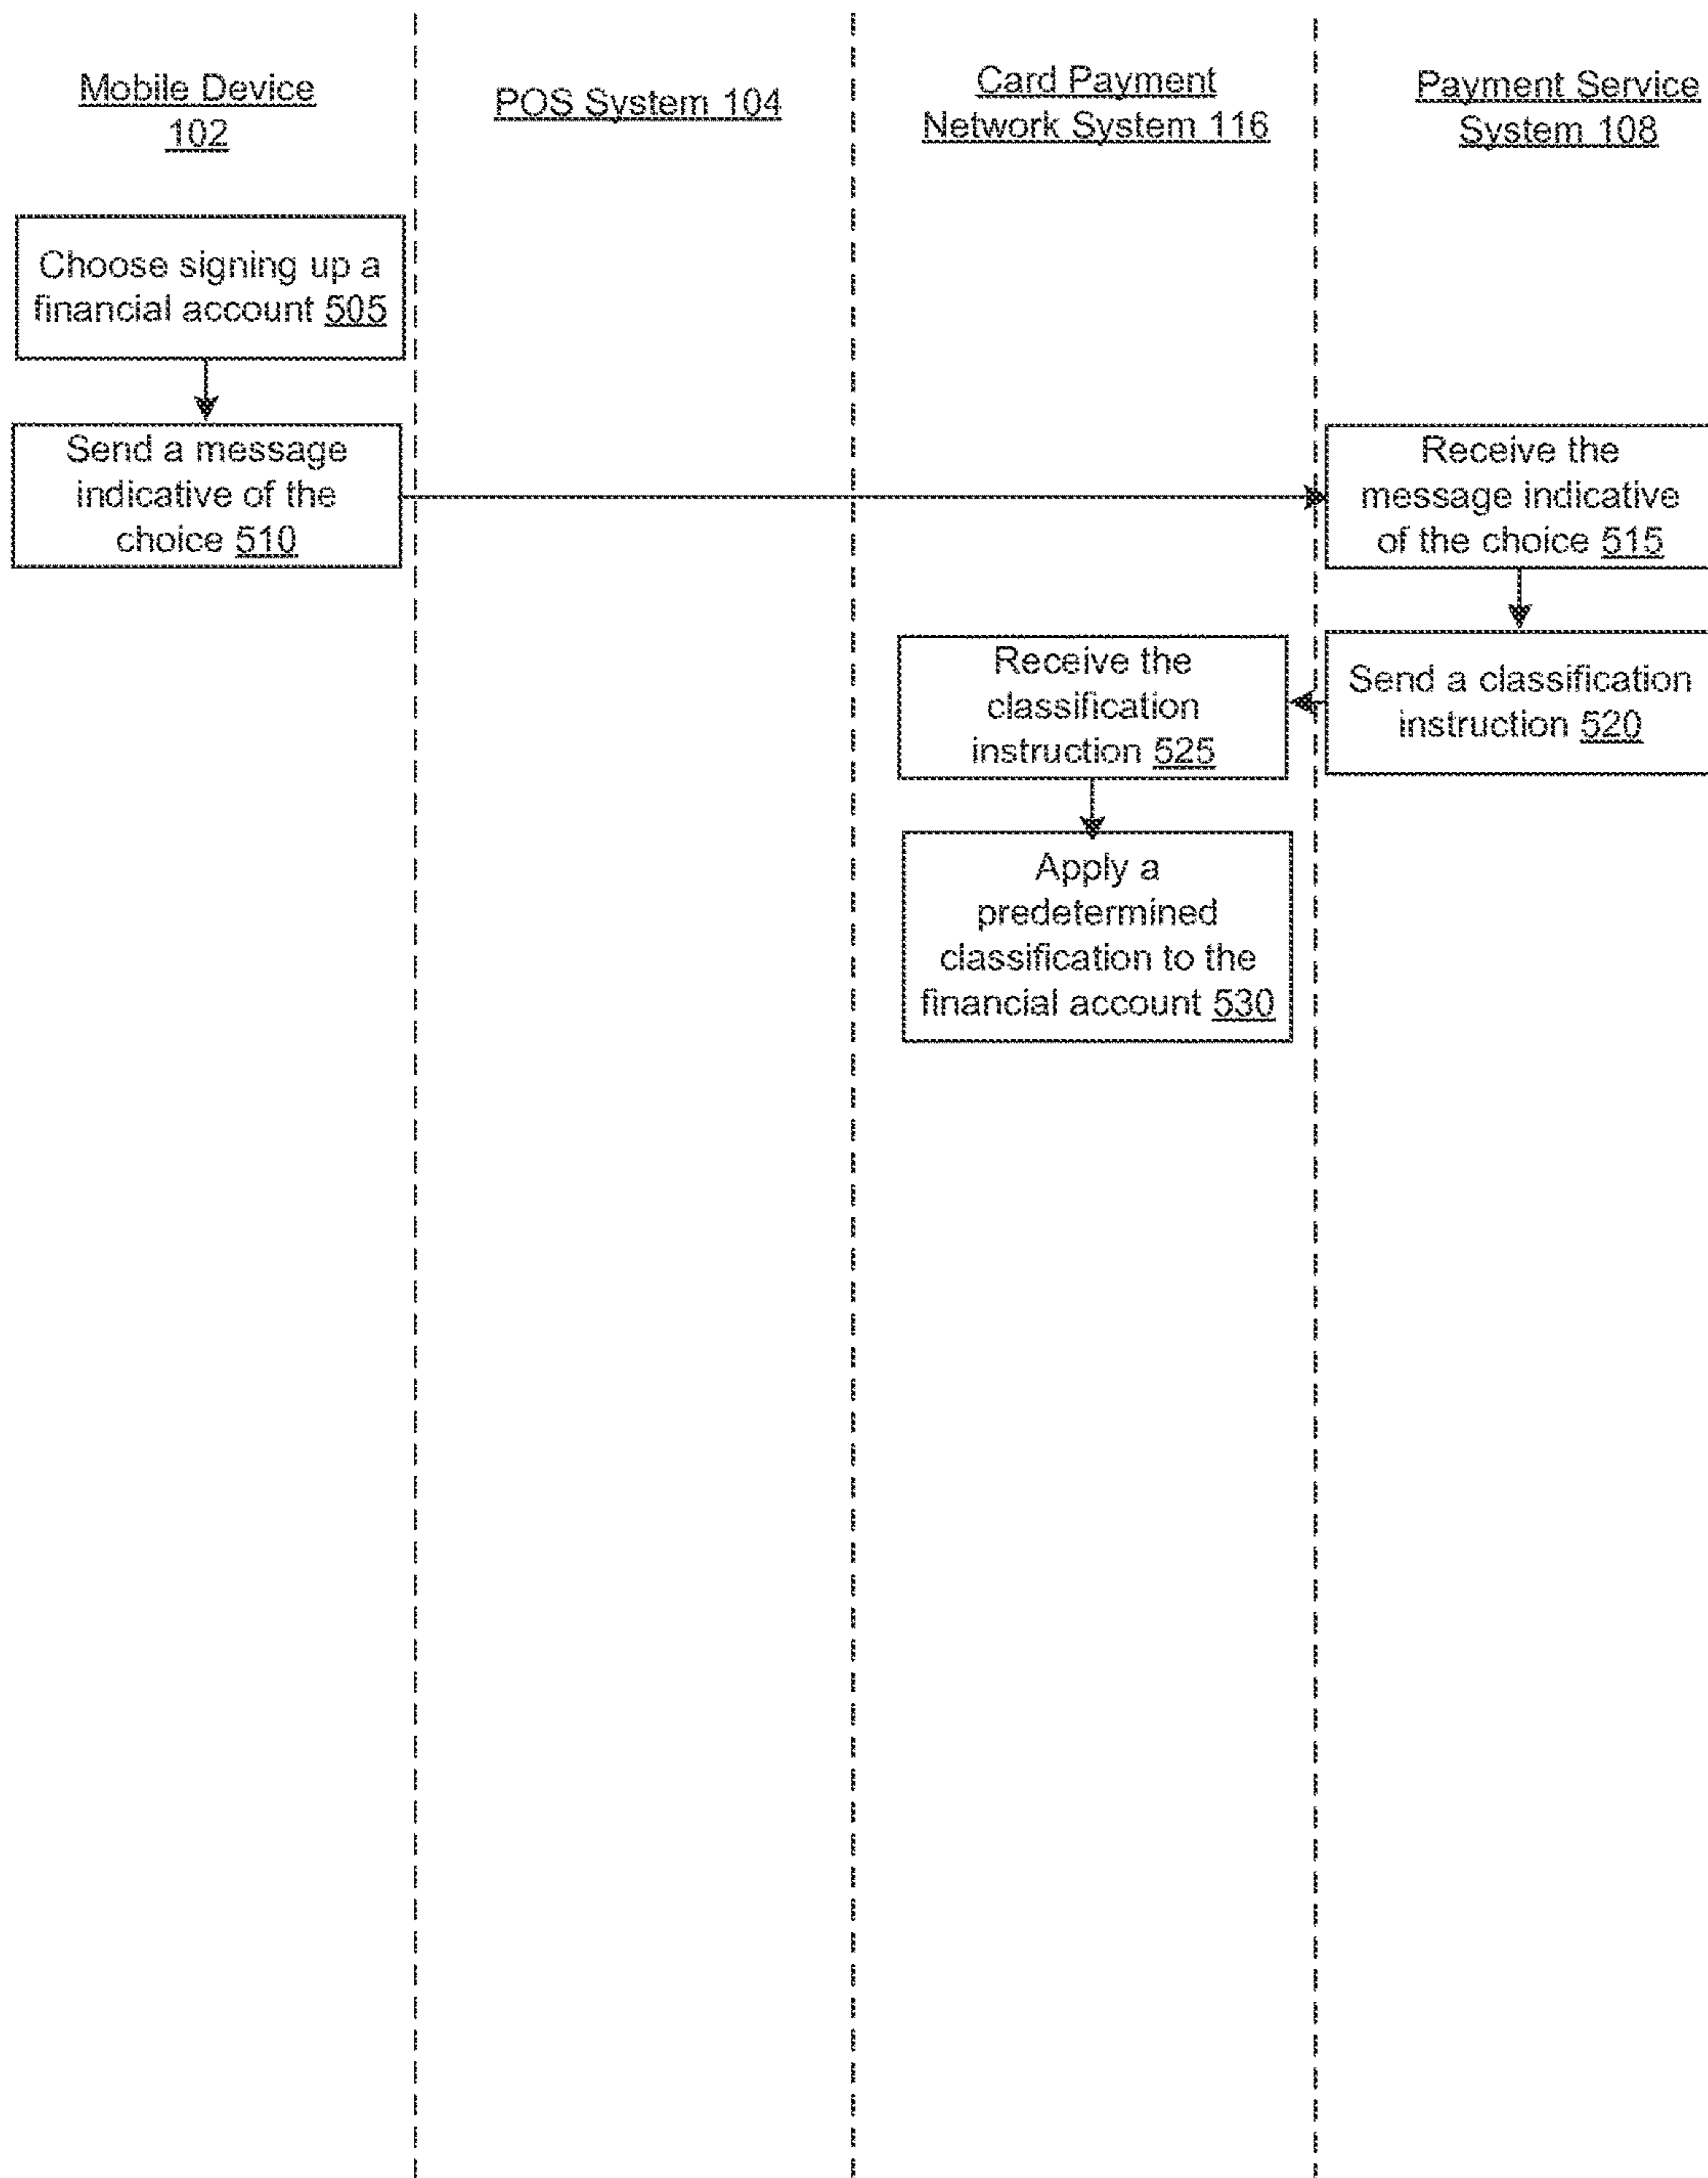 Mobile Device
102
POS System 104
Card Payment
Network System 116
Payment Service
System 108
Choose signing up a
financial account 505
Send a message
indicative of the
choice 510
Receive the
message indicative
of the choice 515
Send a classification
instruction 520
Receive the
classification
instruction 525
Apply a
predetermined
classification to the
financial account 530